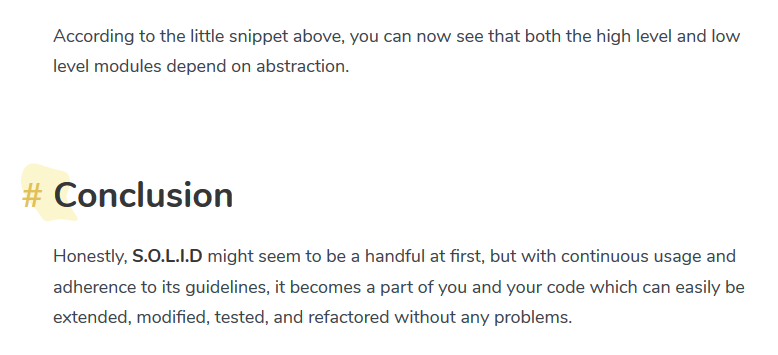 According to the little snippet above, you can now see that both the high level and low
level modules depend on abstraction.
# Conclusion
Honestly, S.O.L.I.D might seem to be a handful at first, but with continuous usage and
adherence to its guidelines, it becomes a part of you and your code which can easily be
extended, modified, tested, and refactored without any problems.